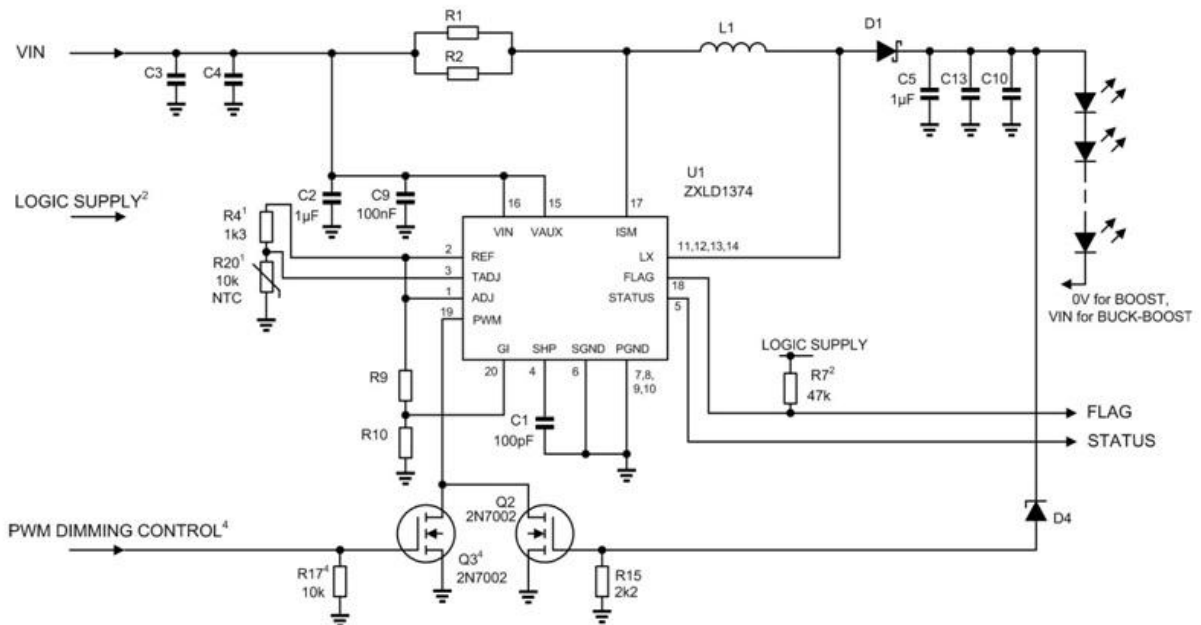 R1
VIN
R2
L1
D1
C3
C4
C5
1µF
C13
C10
U1
ZXLD1374
LOGIC SUPPLY²
C2
1µF
C9
100nF
16
15
17
R4¹
1k3
VIN
VAUX
ISM
11,12,13,14
2
REF
LX
R20¹
10k
NTC
3
TADJ
FLAG
18
1
ADJ
STATUS
5
19
PWM
0V for BOOST,
VIN for BUCK-BOOST
GI
SHP
SGND
PGND
20
4
6
7,8,
9,10
LOGIC SUPPLY
R9
R7²
47k
C1
100pF
FLAG
R10
STATUS
Q2
2N7002
D4
PWM DIMMING CONTROL⁴
Q3⁴
2N7002
R17⁴
10k
R15
2k2